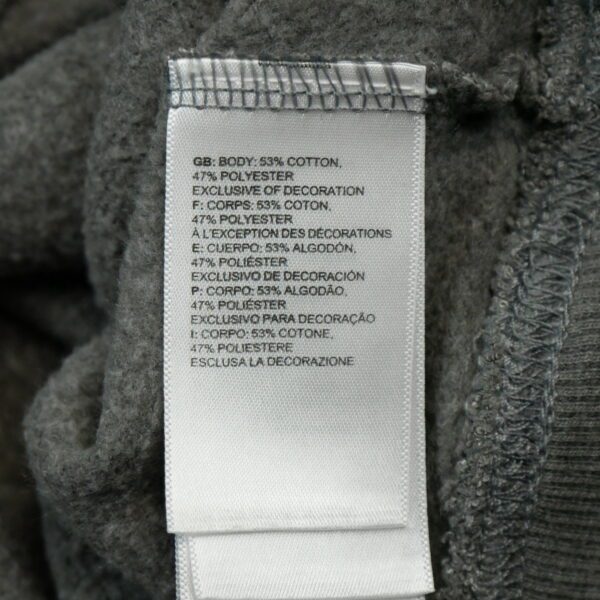 GB: BODY: 53% COTTON,
47% POLYESTER
EXCLUSIVE OF DECORATION
F: CORPS: 53% COTON,
47% POLYESTER
À L'EXCEPTION DES DÉCORATIONS
E: CUERPO: 53% ALGODÓN,
47% POLIÉSTER
EXCLUSIVO DE DECORACIÓN
P: CORPO: 53% ALGODÃO,
47% POLIÉSTER
EXCLUSIVO PARA DECORAÇÃO
I: CORPO: 53% COTONE,
47% POLIESTERE
ESCLUSA LA DECORAZIONE